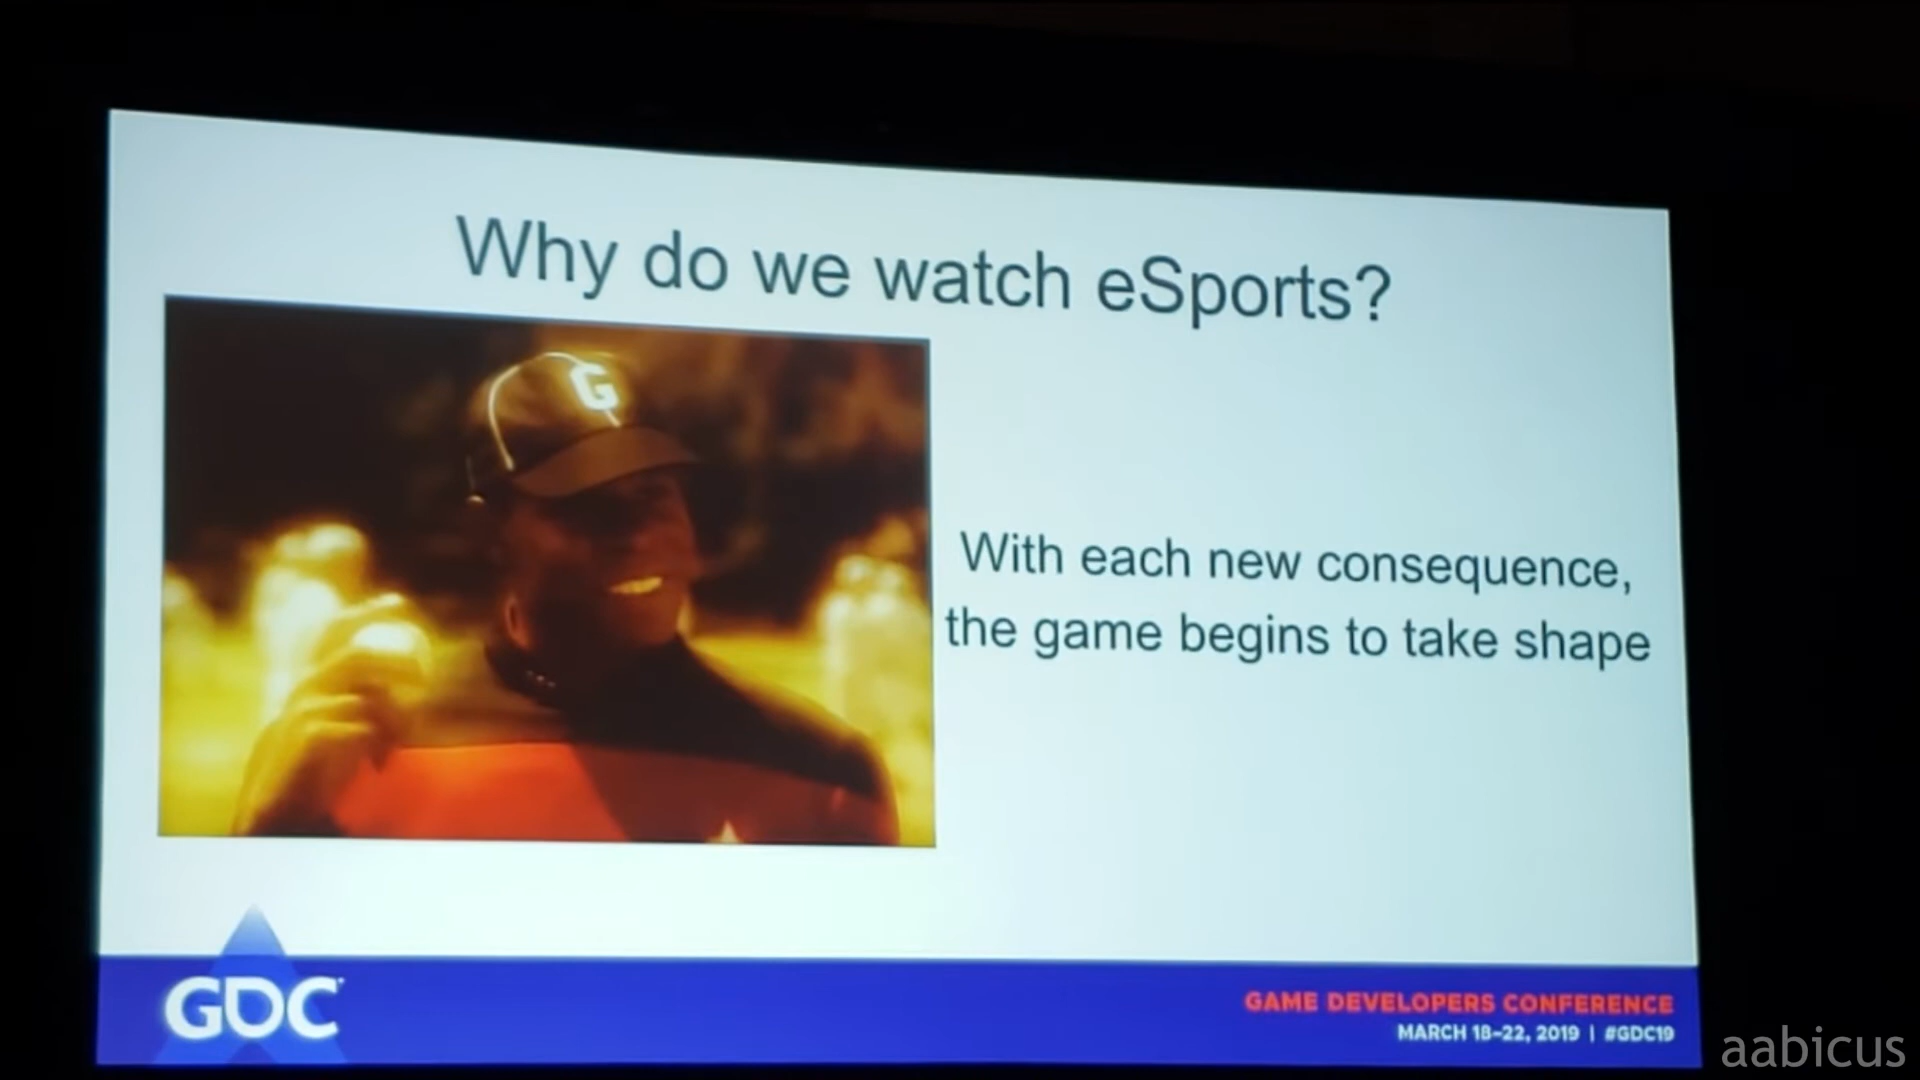 Why do we watch eSports?
G
With each new consequence,
the game begins to take shape
GDC
GAME DEVELOPERS CONFERENCE
MARCH 18-22, 2019 | #GDC19
aabicus